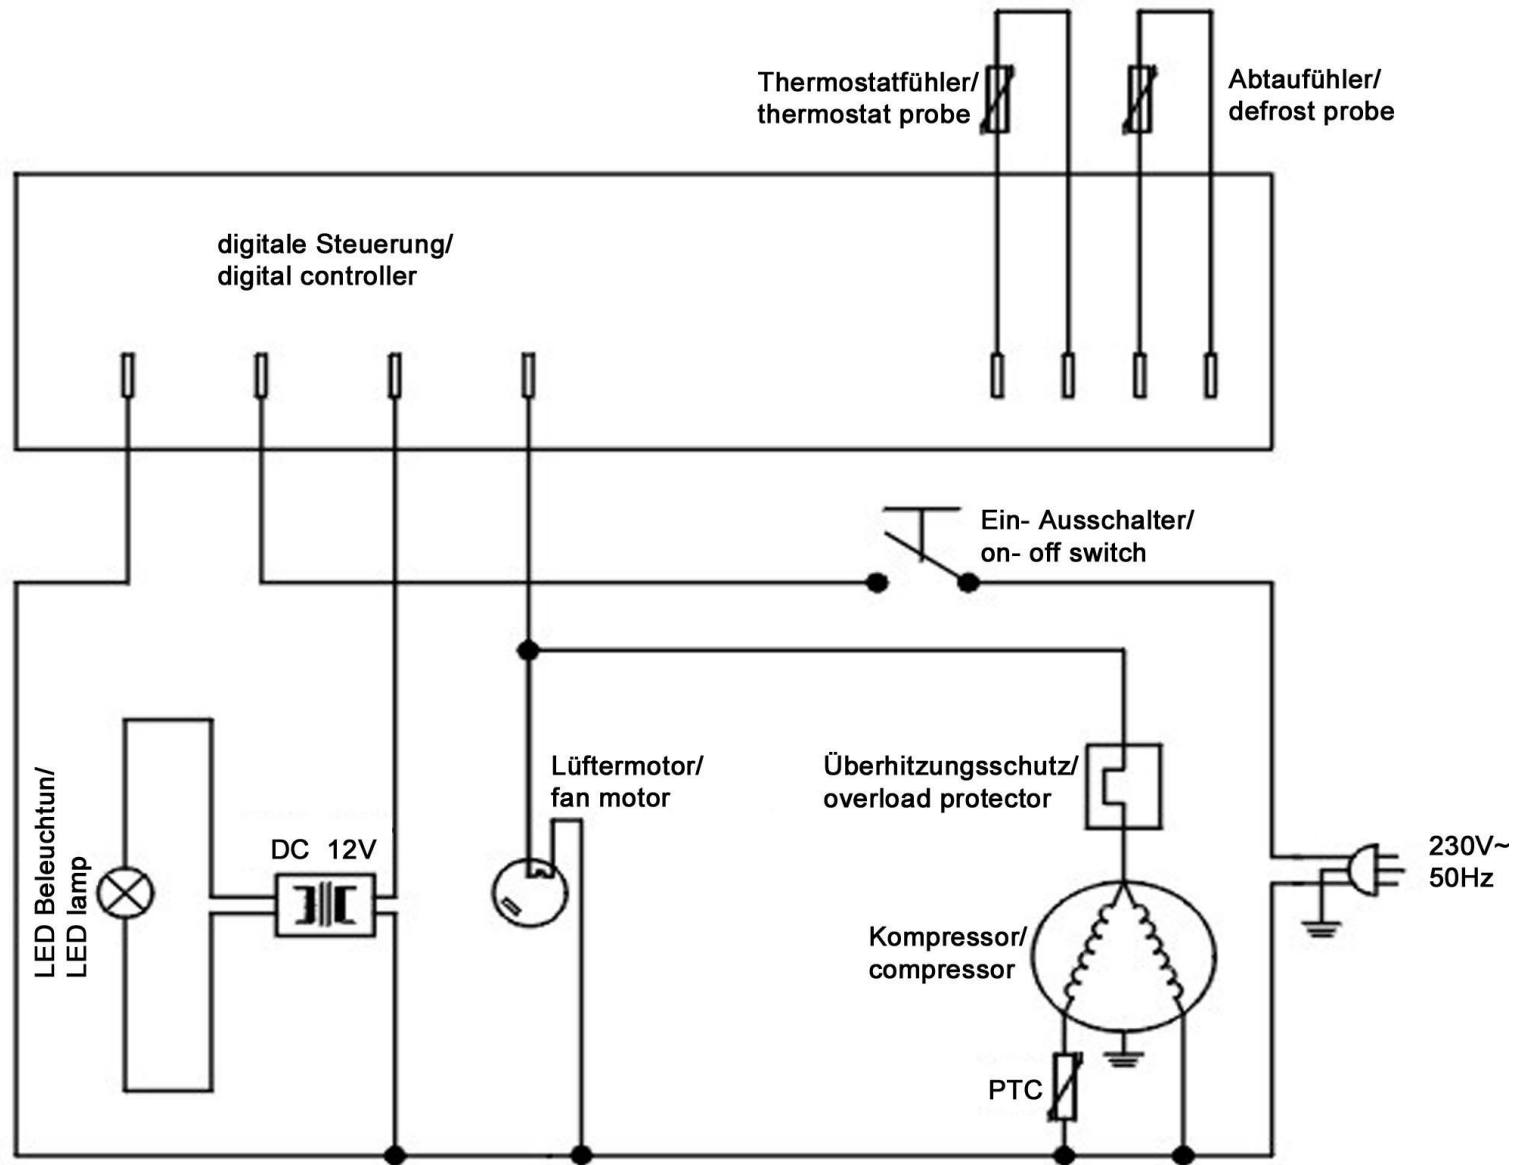 Thermostatfühler/
thermostat probe
Abtaufühler/
defrost probe
digitale Steuerung/
digital controller
Ein- Ausschalter/
on- off switch
Lüftermotor/
fan motor
Überhitzungsschutz/
overload protector
LED Beleuchtun/
LED lamp
DC 12V
230V~
50Hz
Kompressor/
compressor
PTC